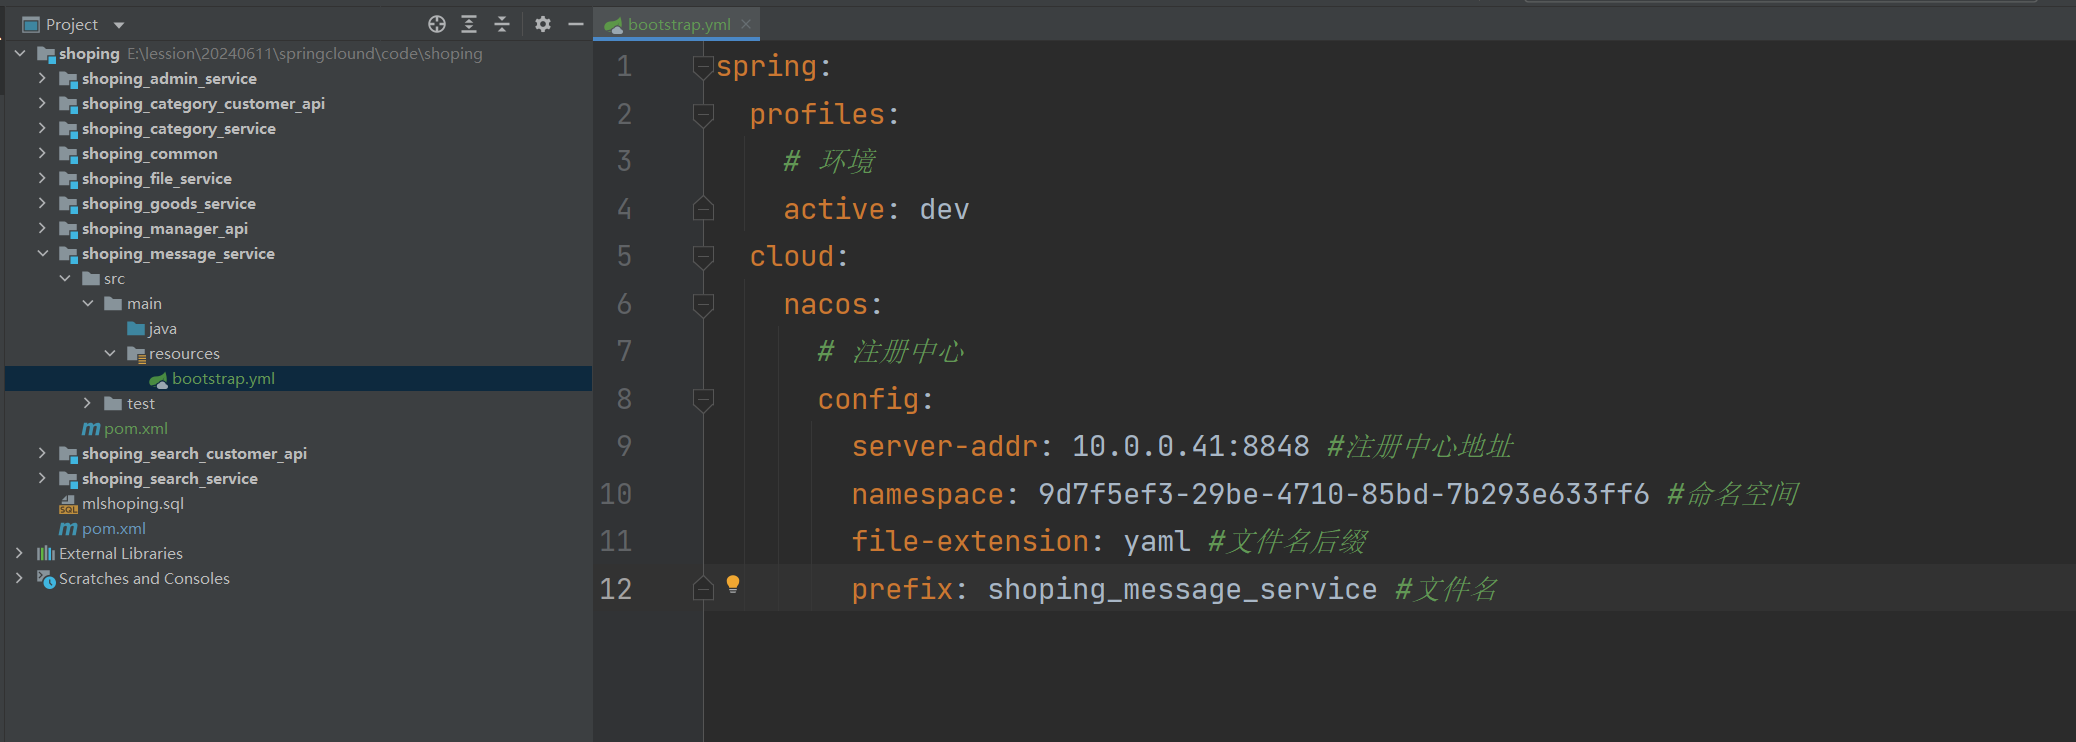 Project
shoping E:\lession\20240611\springclound\code\shoping
shoping_admin_service
shoping_category_customer_api
shoping_category_service
shoping_common
shoping_file_service
shoping_goods_service
shoping_manager_api
shoping_message_service
src
main
java
resources
bootstrap.yml
test
pom.xml
shoping_search_customer_api
shoping_search_service
mlshoping.sql
pom.xml
External Libraries
Scratches and Consoles
bootstrap.yml
1 spring:
2 profiles:
3 # 环境
4 active: dev
5 cloud:
6 nacos:
7 # 注册中心
8 config:
9 server-addr: 10.0.0.41:8848 #注册中心地址
10 namespace: 9d7f5ef3-29be-4710-85bd-7b293e633ff6 #命名空间
11 file-extension: yaml #文件名后缀
12 prefix: shoping_message_service #文件名